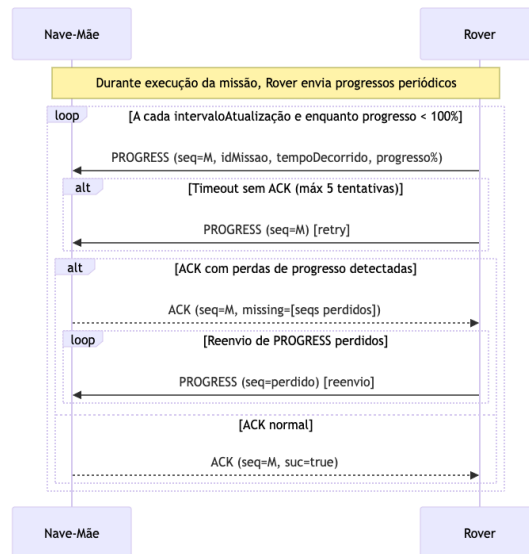 Nave-Mãe
Rover
Durante execução da missão, Rover envia progressos periódicos
loop
[A cada intervaloAtualização e enquanto progresso < 100%]
PROGRESS (seq=M, idMissao, tempoDecorrido, progresso%)
alt
[Timeout sem ACK (máx 5 tentativas)]
PROGRESS (seq=M) [retry]
alt
[ACK com perdas de progresso detectadas]
ACK (seq=M, missing=[seqs perdidos])
loop
[Reenvio de PROGRESS perdidos]
PROGRESS (seq=perdido) [reenvio]
[ACK normal]
ACK (seq=M, suc=true)
Nave-Mãe
Rover